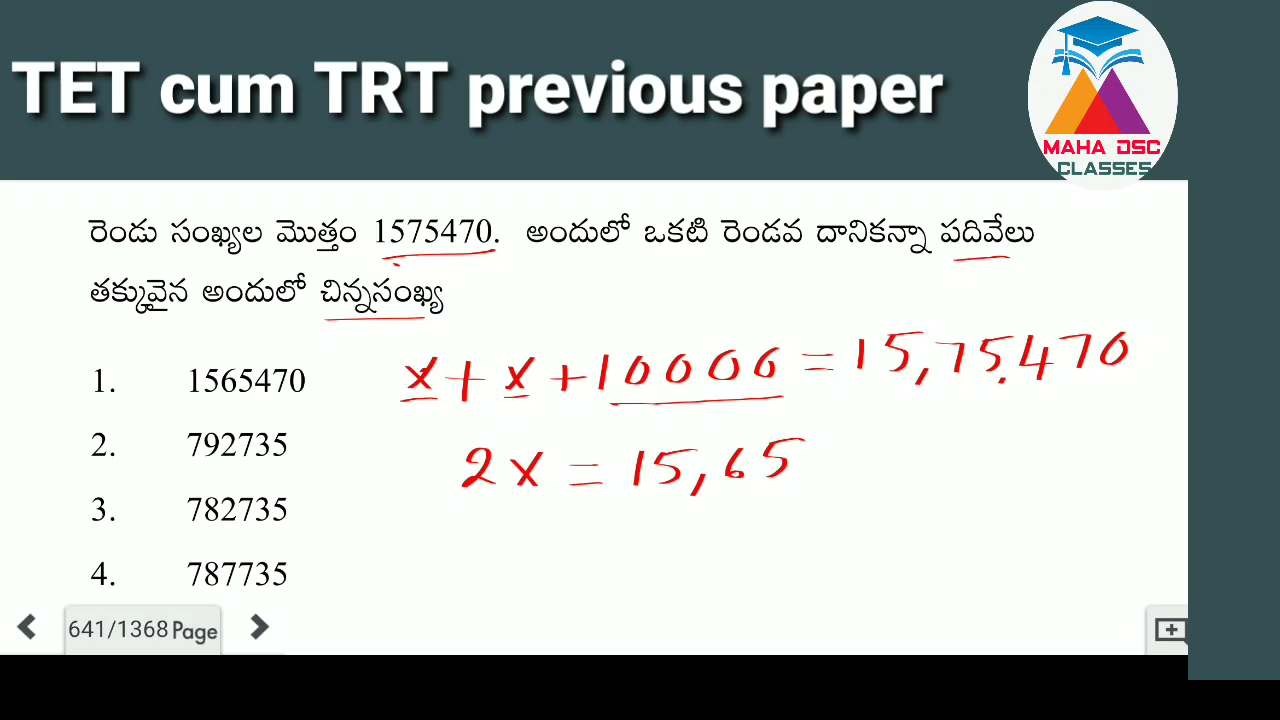 TET cum TRT previous paper
MAHA DSC
CLASSES
రెండు సంఖ్యల మొత్తం 1575470. అందులో ఒకటి రెండవ దానికన్నా పదివేలు
తక్కువైన అందులో చిన్నసంఖ్య
1. 1565470
x + x + 10000 = 15,75,470
2. 792735
2x = 15,65
3. 782735
4. 787735
641/1368 Page